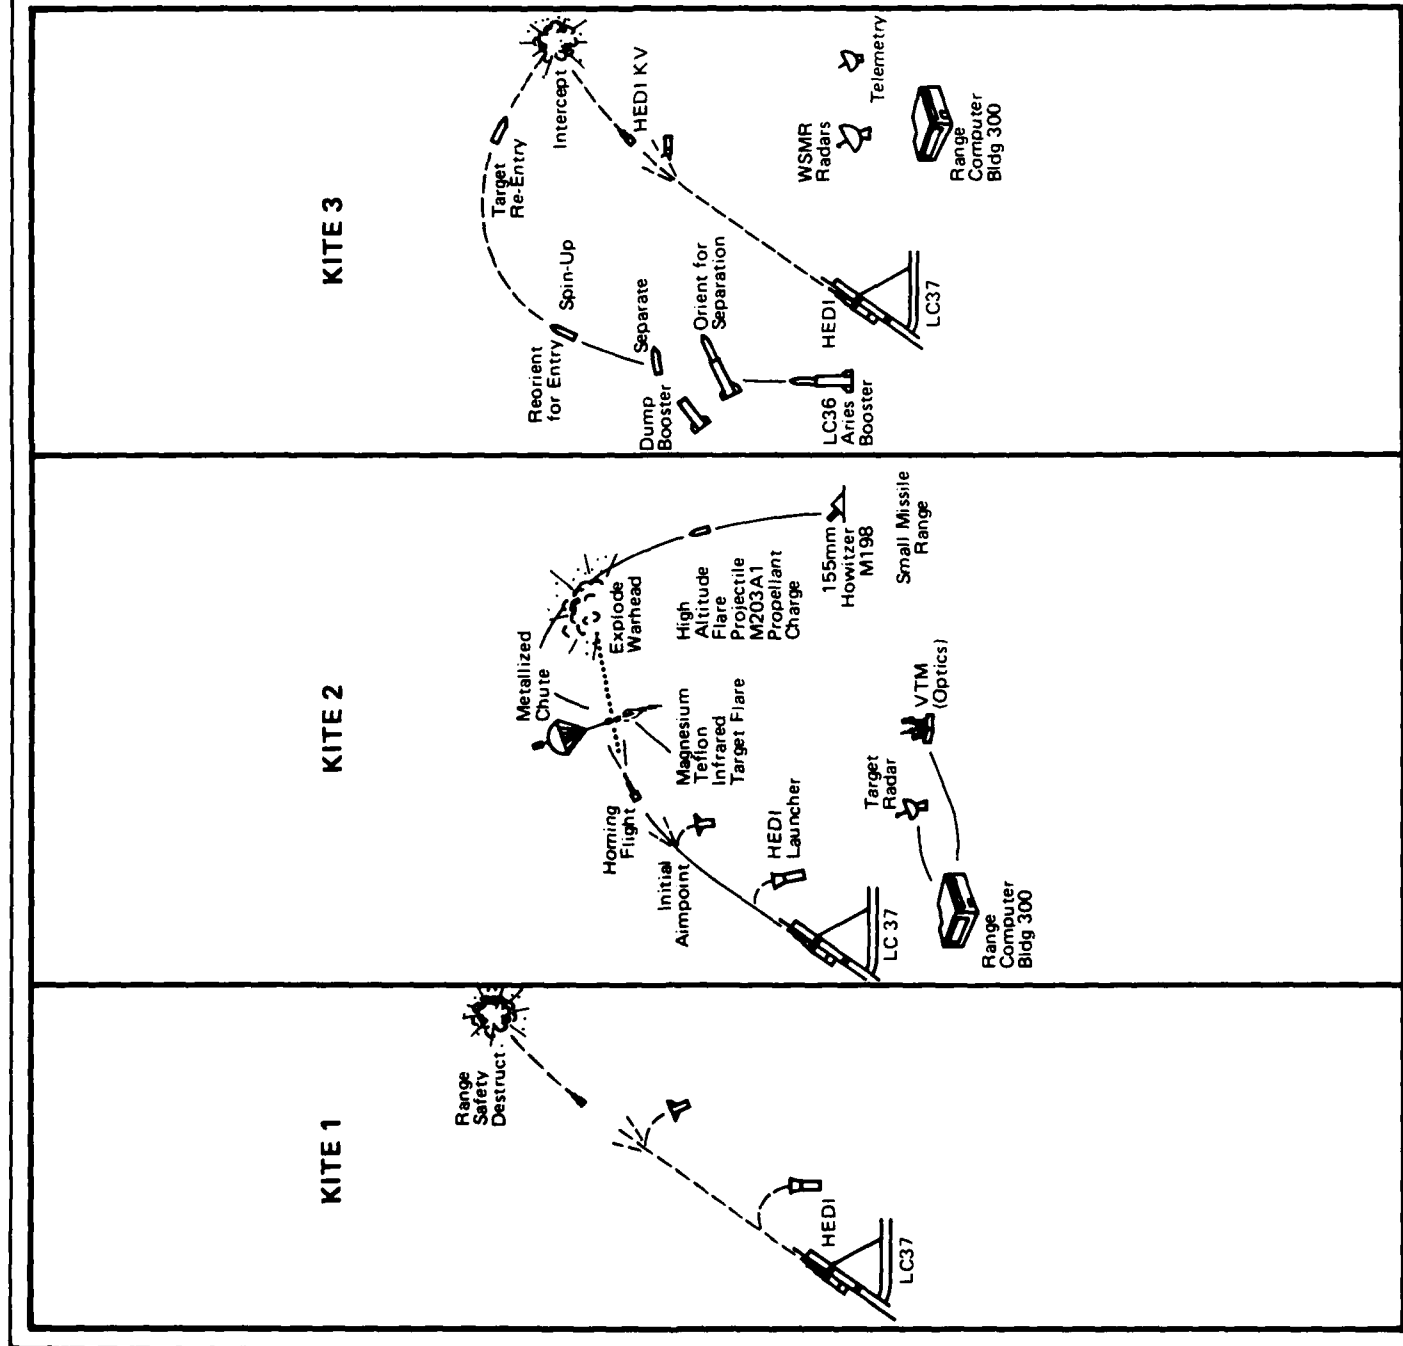 KITE 1
Range
Safety
Destruct
HEDI
LC37
KITE 2
Metallized
Chute
Explode
Warhead
Homing
Flight
Magnesium
Teflon
Infrared
Target Flare
High
Altitude
Flare
Projectile
M203A1
Propellant
Charge
Initial
Aimpoint
HEDI
Launcher
155mm
Howitzer
M198
LC 37
Target
Radar
Small Missile
Range
VTM
(Optics)
Range
Computer
Bldg 300
KITE 3
Target
Re-Entry
Intercept
Reorient
for Entry
Spin-Up
HEDI KV
Dump
Booster
Separate
Orient for
Separation
WSMR
Radars
Telemetry
LC36
Aries
Booster
HEDI
LC37
Range
Computer
Bldg 300